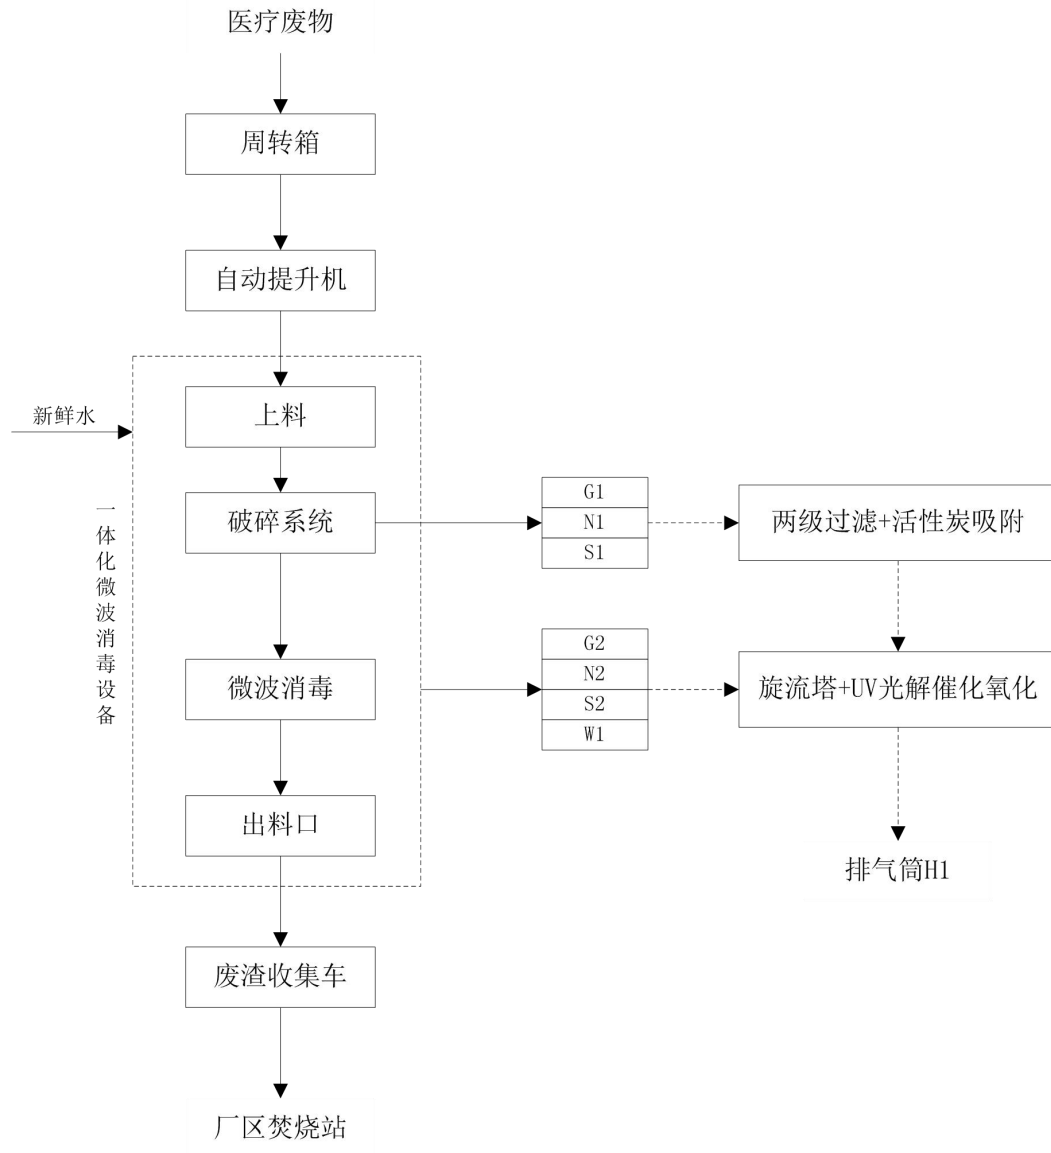 医疗废物
周转箱
自动提升机
上料
新鲜水
一体化微波消毒设备
破碎系统
G1
N1
S1
两级过滤+活性炭吸附
微波消毒
G2
N2
S2
W1
旋流塔+UV光解催化氧化
出料口
排气筒H1
废渣收集车
厂区焚烧站